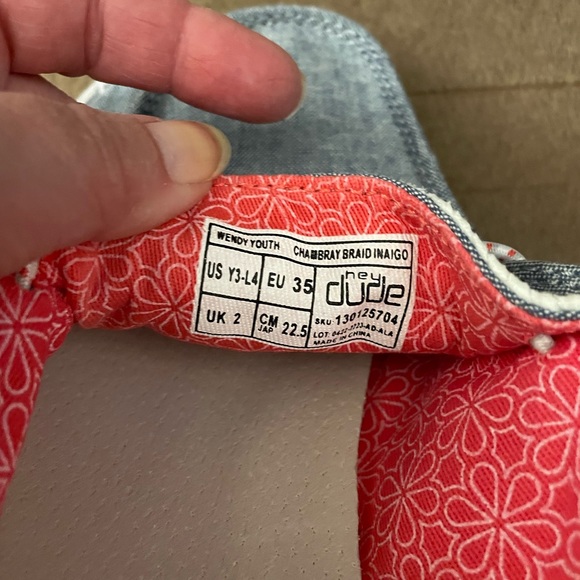 WENDY YOUTH CHAMBRAY BRAID INAIGO
US Y3-L4 EU 35 hey dude
UK 2 CM JAP 22.5 SKU: 130125704
MADE IN CHINA